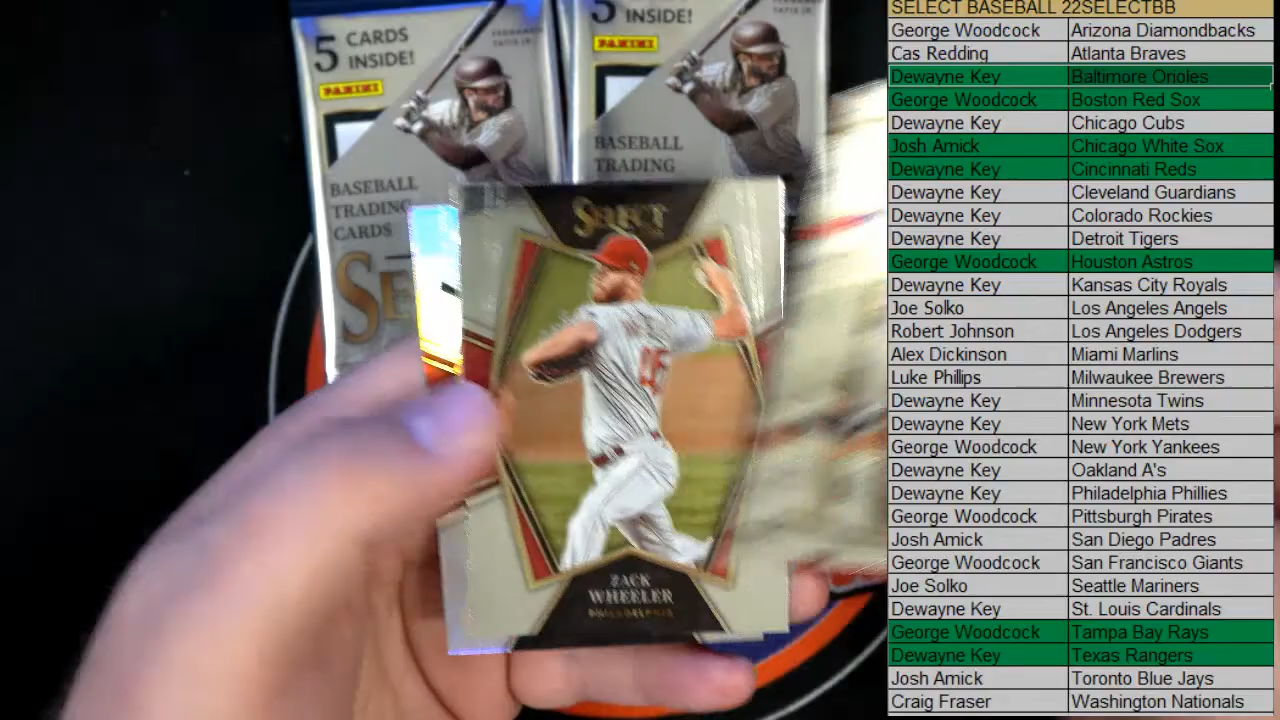 5 CARDS
INSIDE!
PANINI
BASEBALL
TRADING
CARDS
SE
5
INSIDE!
PANINI
BASEBALL
TRADING
SELECT
ZACK
WHEELER
PHILADELPHIA
SELECT BASEBALL 22SELECTBB
George Woodcock Arizona Diamondbacks
Cas Redding Atlanta Braves
Dewayne Key Baltimore Orioles
George Woodcock Boston Red Sox
Dewayne Key Chicago Cubs
Josh Amick Chicago White Sox
Dewayne Key Cincinnati Reds
Dewayne Key Cleveland Guardians
Dewayne Key Colorado Rockies
Dewayne Key Detroit Tigers
George Woodcock Houston Astros
Dewayne Key Kansas City Royals
Joe Solko Los Angeles Angels
Robert Johnson Los Angeles Dodgers
Alex Dickinson Miami Marlins
Luke Phillips Milwaukee Brewers
Dewayne Key Minnesota Twins
Dewayne Key New York Mets
George Woodcock New York Yankees
Dewayne Key Oakland A's
Dewayne Key Philadelphia Phillies
George Woodcock Pittsburgh Pirates
Josh Amick San Diego Padres
George Woodcock San Francisco Giants
Joe Solko Seattle Mariners
Dewayne Key St. Louis Cardinals
George Woodcock Tampa Bay Rays
Dewayne Key Texas Rangers
Josh Amick Toronto Blue Jays
Craig Fraser Washington Nationals